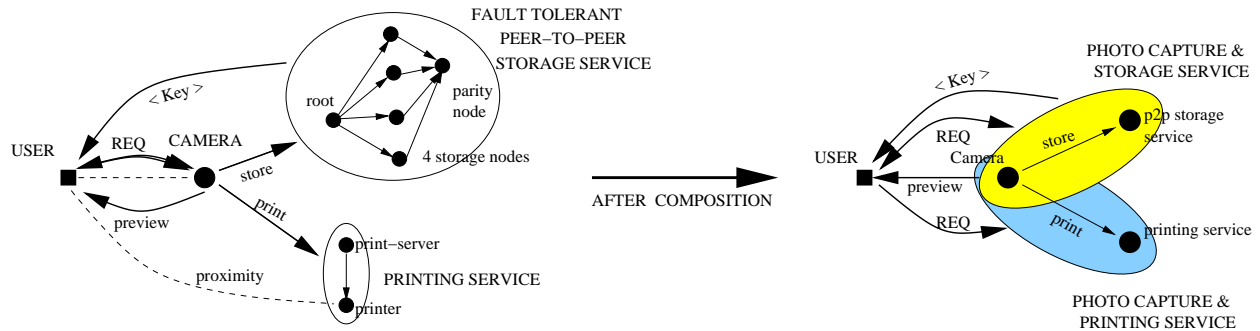 FAULT TOLERANT
PEER-TO-PEER
STORAGE SERVICE
< Key >
root
parity
node
USER
REQ
CAMERA
4 storage nodes
store
preview
print
print-server
proximity
PRINTING SERVICE
printer
AFTER COMPOSITION
PHOTO CAPTURE &
STORAGE SERVICE
< Key >
REQ
p2p storage
service
store
USER
Camera
preview
REQ
print
printing service
PHOTO CAPTURE &
PRINTING SERVICE